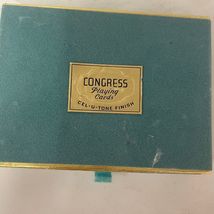 CONGRESS
Playing
Cards
CEL-U-TONE FINISH